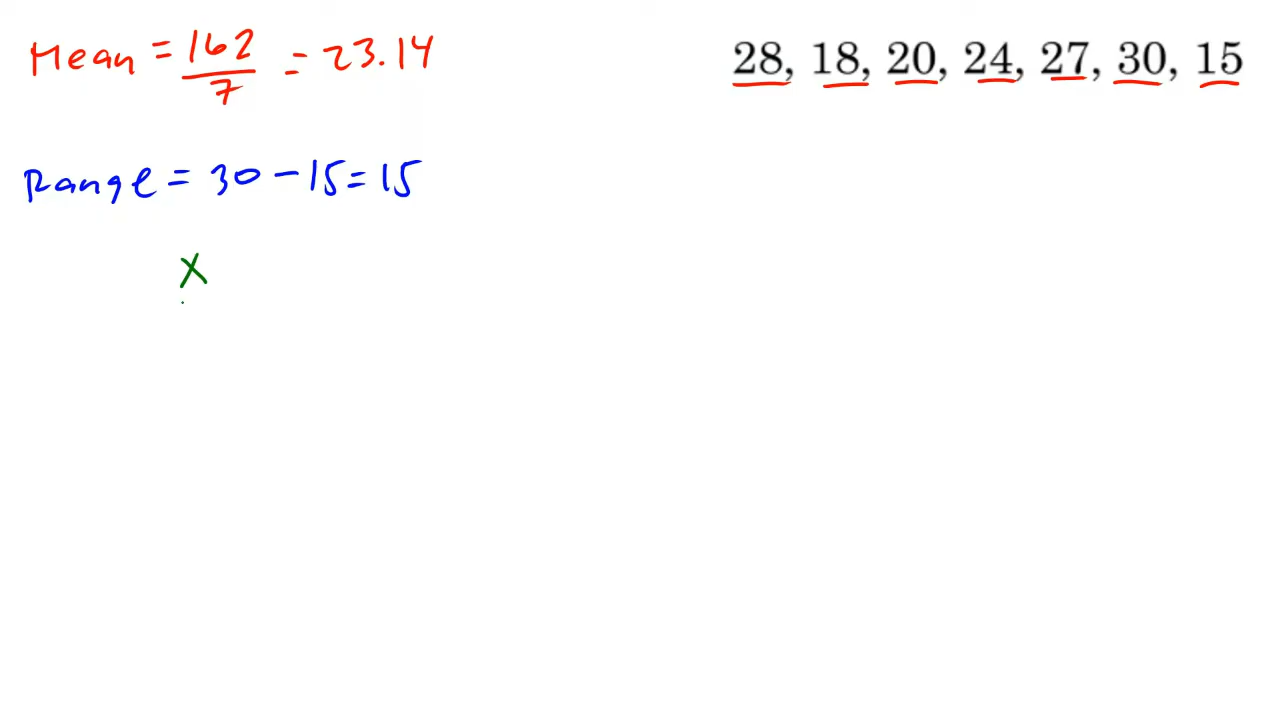 Mean = 162/7 = 23.14
28, 18, 20, 24, 27, 30, 15
Range = 30 - 15 = 15
X